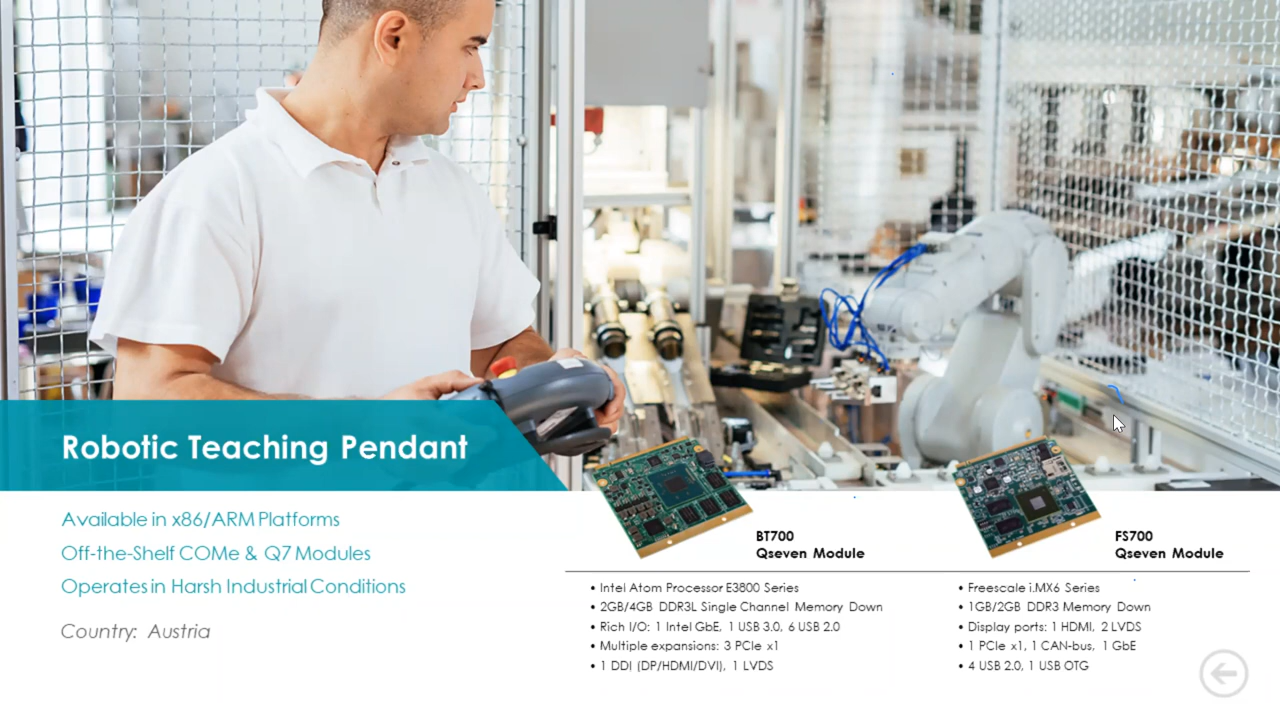 Robotic Teaching Pendant
Available in x86/ARM Platforms
Off-the-Shelf COMe & Q7 Modules
Operates in Harsh Industrial Conditions
Country: Austria
BT700
Qseven Module
• Intel Atom Processor E3800 Series
• 2GB/4GB DDR3L Single Channel Memory Down
• Rich I/O: 1 Intel GbE, 1 USB 3.0, 6 USB 2.0
• Multiple expansions: 3 PCIe x1
• 1 DDI (DP/HDMI/DVI), 1 LVDS
FS700
Qseven Module
• Freescale i.MX6 Series
• 1GB/2GB DDR3 Memory Down
• Display ports: 1 HDMI, 2 LVDS
• 1 PCIe x1, 1 CAN-bus, 1 GbE
• 4 USB 2.0, 1 USB OTG